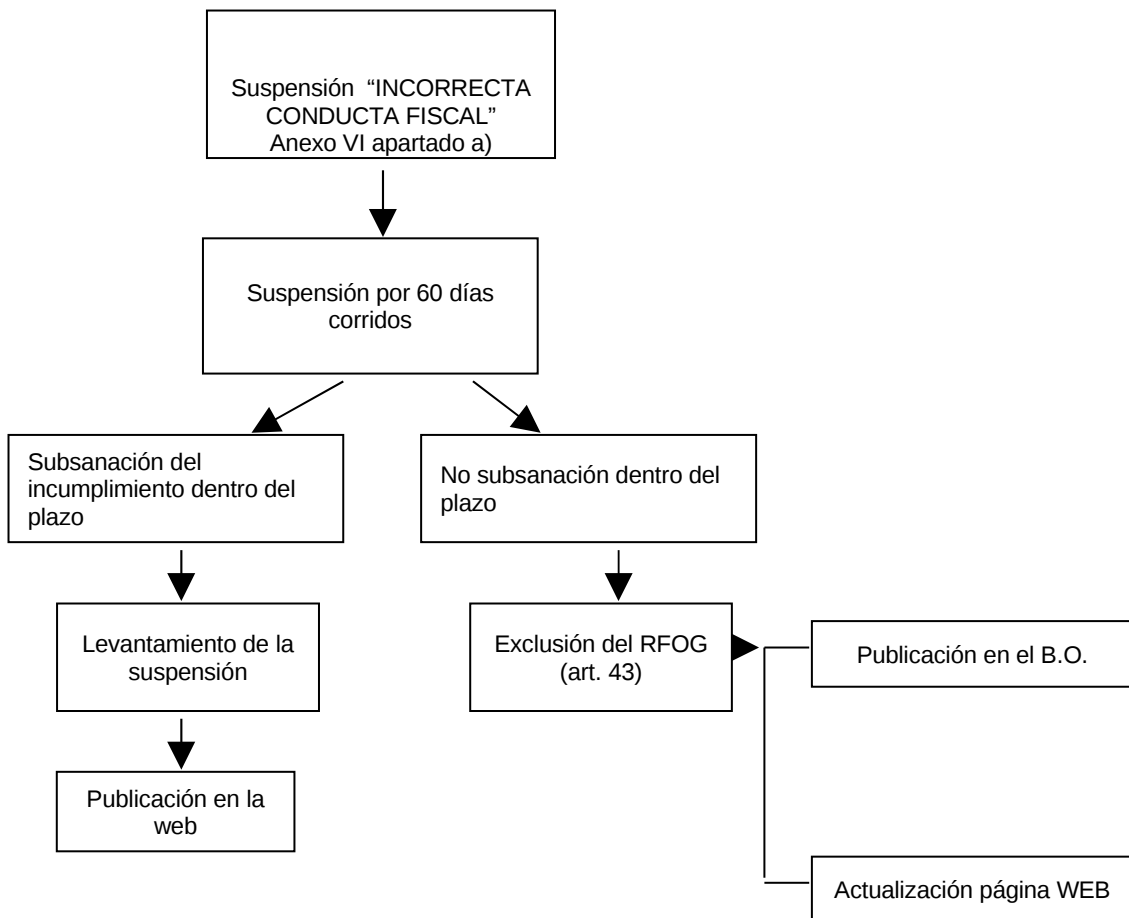 Suspensión “INCORRECTA
CONDUCTA FISCAL”
Anexo VI apartado a)
Suspensión por 60 días
corridos
Subsanación del
incumplimiento dentro del
plazo
No subsanación dentro del
plazo
Levantamiento de la
suspensión
Exclusión del RFOG
(art. 43)
Publicación en el B.O.
Publicación en la
web
Actualización página WEB